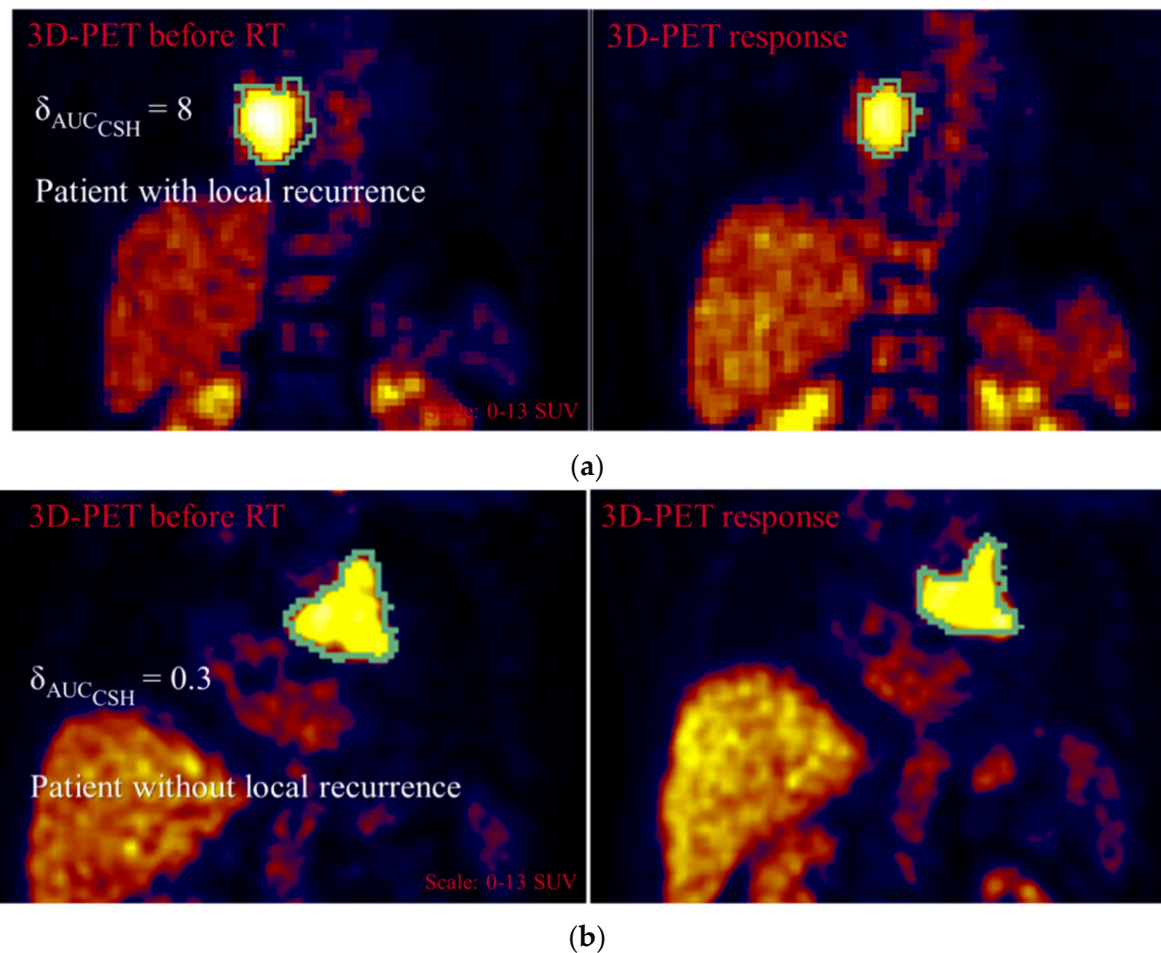 3D-PET before RT
3D-PET response
δAUCCSH = 8
Patient with local recurrence
Scale: 0-13 SUV
(a)
3D-PET before RT
3D-PET response
δAUCCSH = 0.3
Patient without local recurrence
Scale: 0-13 SUV
(b)